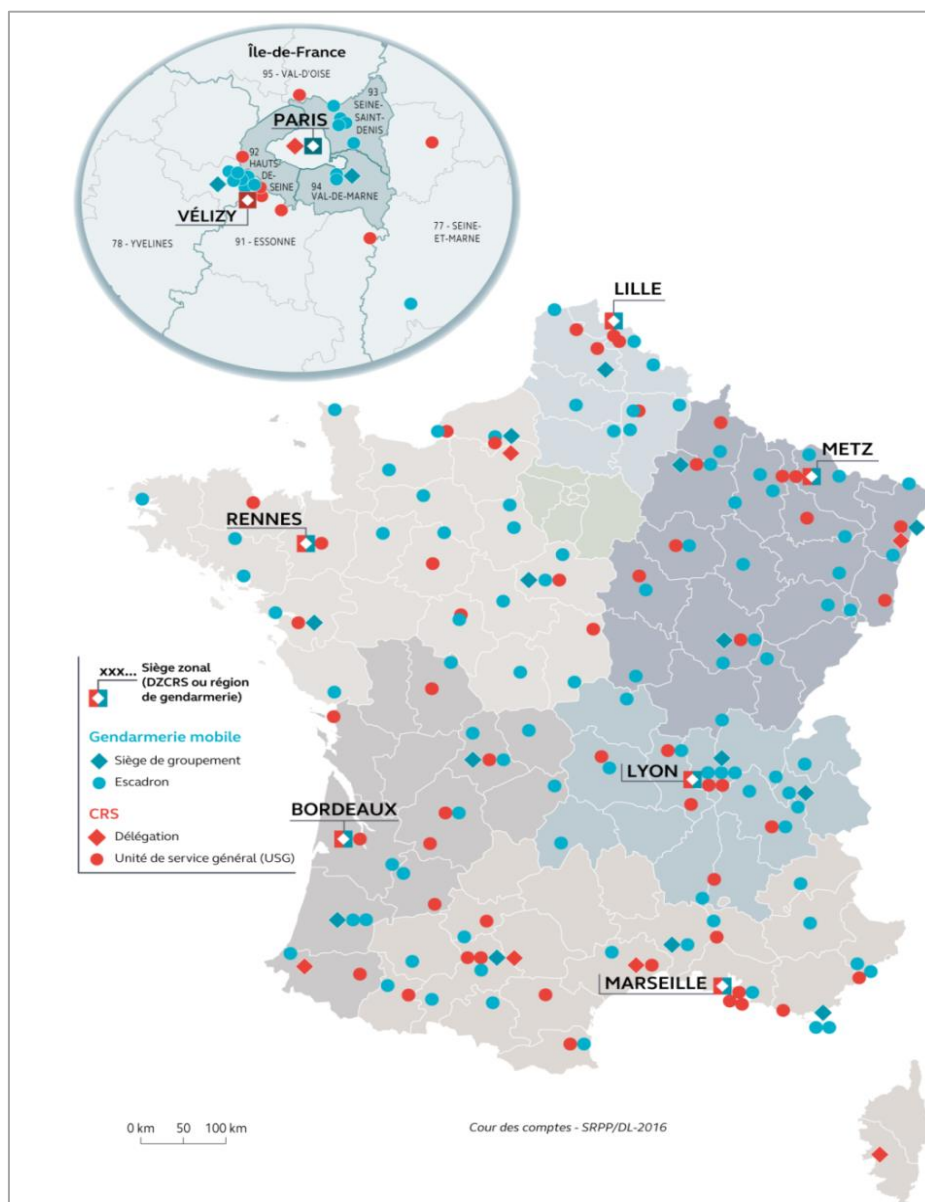 Île-de-France
95 - VAL-D'OISE
93
SEINE-
SAINT-
DENIS
PARIS
92
HAUTS-
DE-
SEINE
94
VAL-DE-MARNE
VÉLIZY
78 - YVELINES
91 - ESSONNE
77 - SEINE-
ET-MARNE
LILLE
METZ
RENNES
xxx...
Siège zonal
(DZCRS ou région
de gendarmerie)
Gendarmerie mobile
Siège de groupement
Escadron
CRS
Délégation
Unité de service général (USG)
LYON
BORDEAUX
MARSEILLE
0 km 50 100 km
Cour des comptes - SRPP/DL-2016